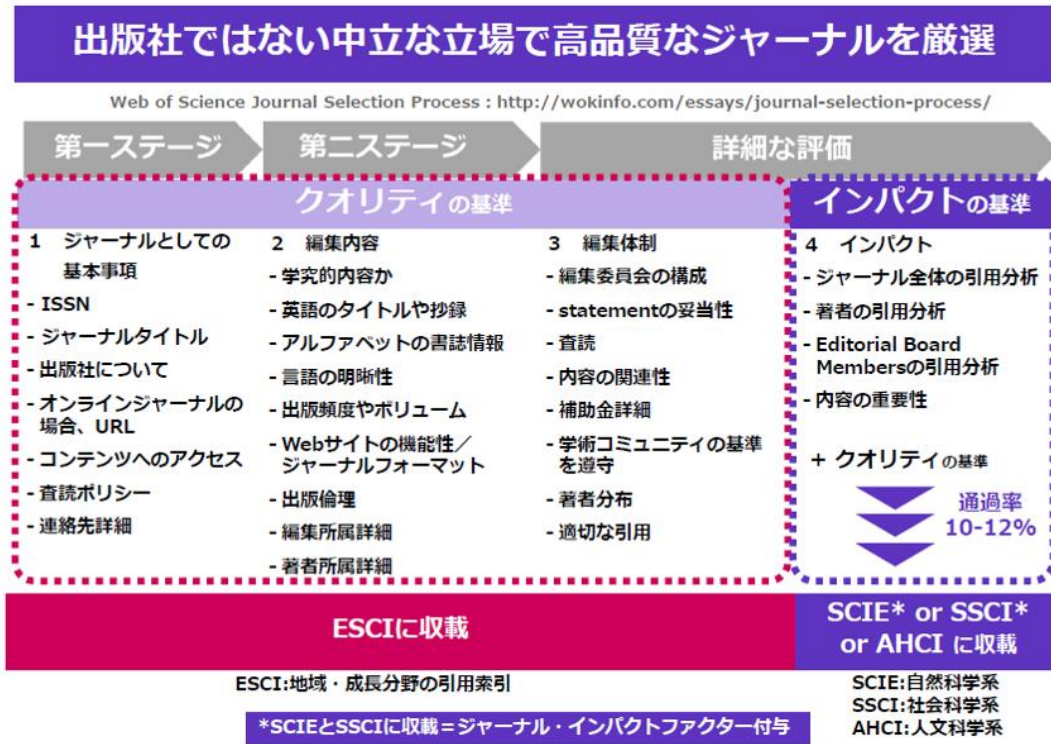 出版社ではない中立な立場で高品質なジャーナルを厳選
Web of Science Journal Selection Process : http://wokinfo.com/essays/journal-selection-process/
第一ステージ
第二ステージ
詳細な評価
クオリティの基準
インパクトの基準
1 ジャーナルとしての
基本事項
- ISSN
- ジャーナルタイトル
- 出版社について
- オンラインジャーナルの
場合、URL
- コンテンツへのアクセス
- 査読ポリシー
- 連絡先詳細
2 編集内容
- 学究的内容か
- 英語のタイトルや抄録
- アルファベットの書誌情報
- 言語の明晰性
- 出版頻度やボリューム
- Webサイトの機能性／
ジャーナルフォーマット
- 出版倫理
- 編集所属詳細
- 著者所属詳細
3 編集体制
- 編集委員会の構成
- statementの妥当性
- 査読
- 内容の関連性
- 補助金詳細
- 学術コミュニティの基準
を遵守
- 著者分布
- 適切な引用
4 インパクト
- ジャーナル全体の引用分析
- 著者の引用分析
- Editorial Board
Membersの引用分析
- 内容の重要性
+ クオリティの基準
通過率
10-12%
ESCIに収載
SCIE* or SSCI*
or AHCI に収載
ESCI:地域・成長分野の引用索引
SCIE:自然科学系
SSCI:社会科学系
AHCI:人文科学系
*SCIEとSSCIに収載＝ジャーナル・インパクトファクター付与